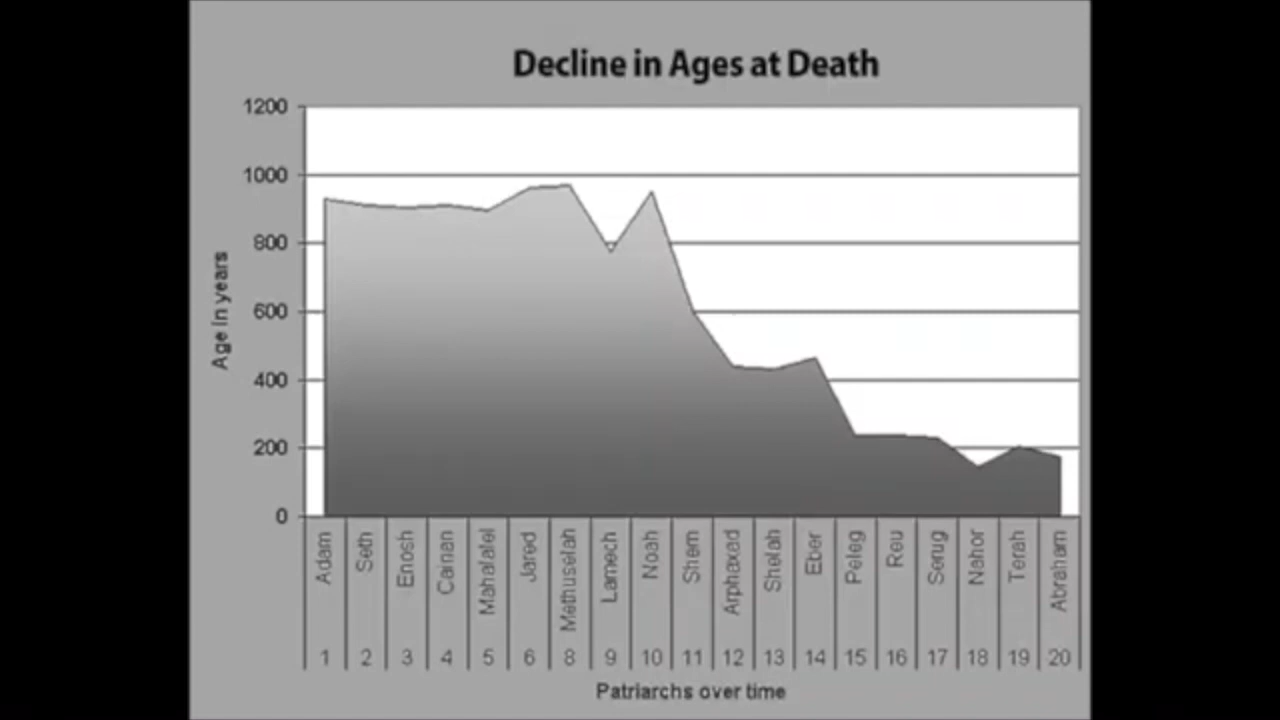 Decline in Ages at Death
1200
1000
800
600
400
200
0
Age in years
Adam
Seth
Enosh
Cainan
Mahalalel
Jared
Methuselah
Lamech
Noah
Shem
Arphaxad
Shelah
Eber
Peleg
Reu
Serug
Nahor
Terah
Abraham
1 2 3 4 5 6 8 9 10 11 12 13 14 15 16 17 18 19 20
Patriarchs over time